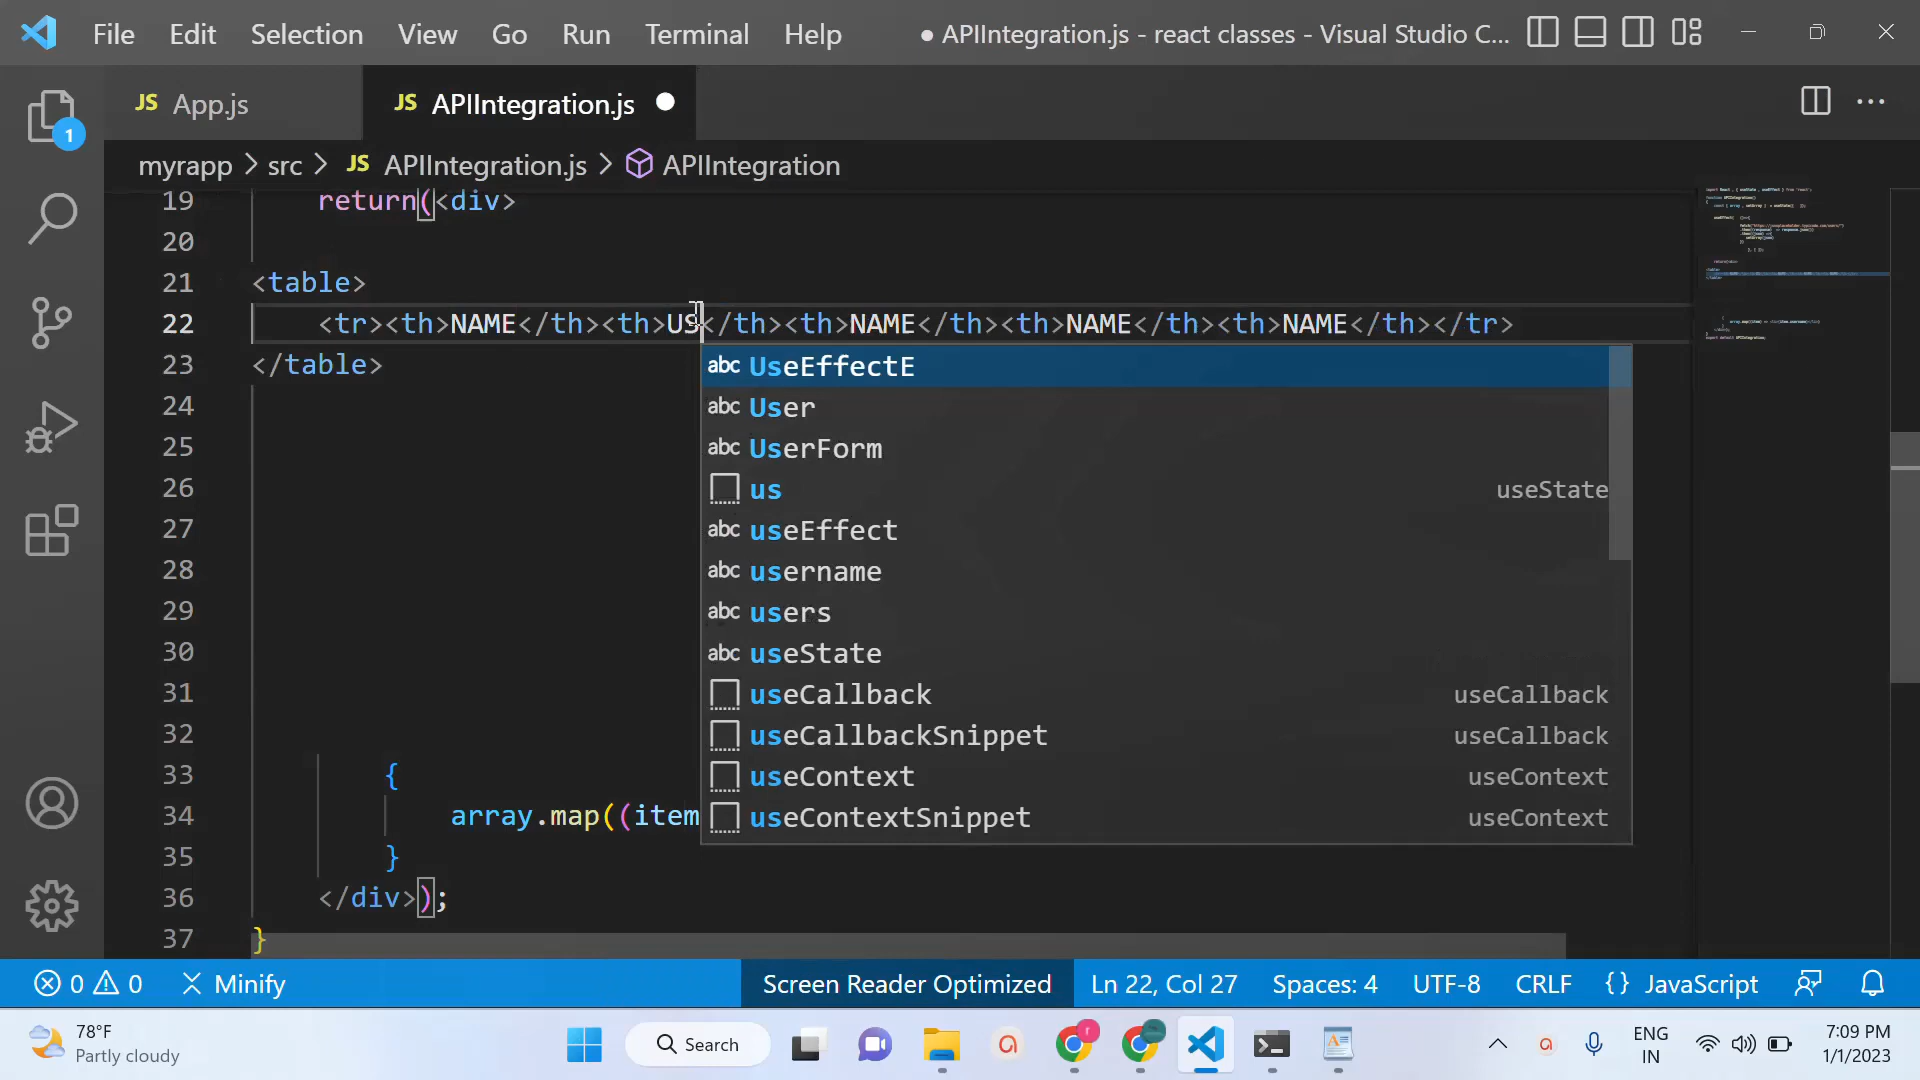 File Edit Selection View Go Run Terminal Help ● APIIntegration.js - react classes - Visual Studio C...
JS App.js JS APIIntegration.js ●
1
myrapp > src > JS APIIntegration.js > APIIntegration
19 return(<div>
20
21 <table>
22 <tr><th>NAME</th><th>US</th><th>NAME</th><th>NAME</th><th>NAME</th></tr>
23 </table>
abc UseEffectE
24
abc User
25
abc UserForm
26
us useState
27
abc useEffect
28
abc username
29
abc users
30
abc useState
31
useCallback useCallback
32
useCallbackSnippet useCallback
33 {
useContext useContext
34 array.map((item
useContextSnippet useContext
35 }
36 </div>);
37 }
0 0 Minify Screen Reader Optimized Ln 22, Col 27 Spaces: 4 UTF-8 CRLF {} JavaScript
78°F
Partly cloudy
Search
ENG
IN
7:09 PM
1/1/2023